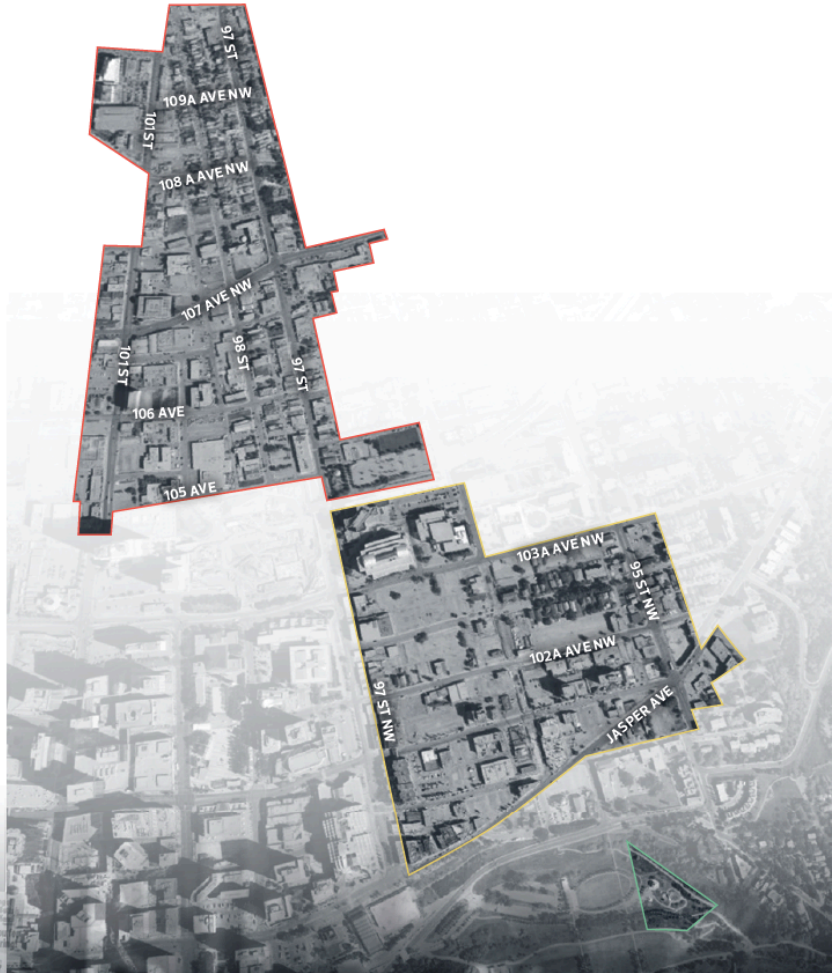 97 ST
109A AVE NW
101 ST
108 A AVE NW
107 AVE NW
101 ST
98 ST
97 ST
106 AVE
105 AVE
103A AVE NW
95 ST NW
102A AVE NW
97 ST NW
JASPER AVE